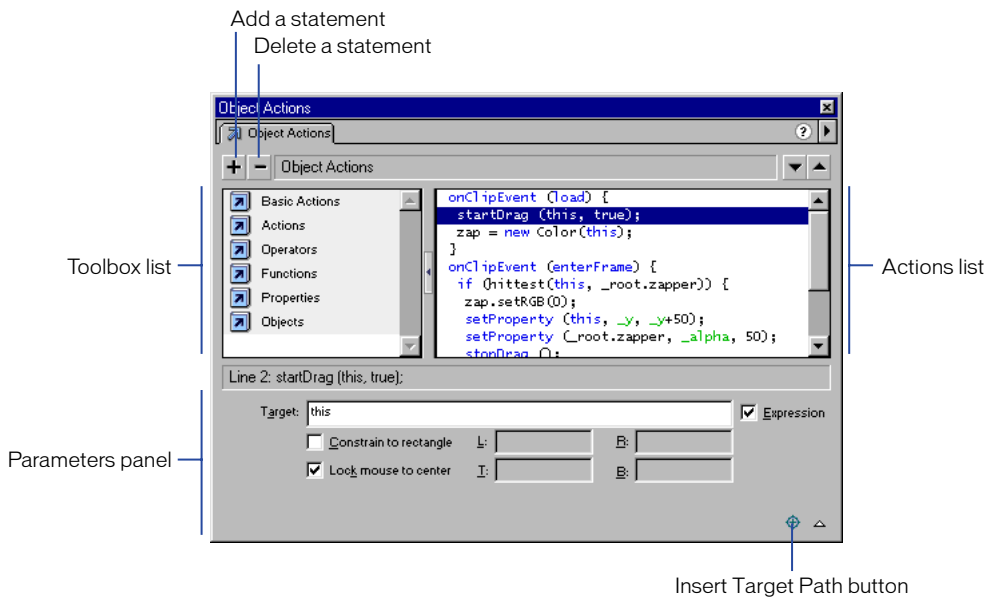 Add a statement
Delete a statement
Object Actions
Object Actions
?
+ − Object Actions
Toolbox list
Basic Actions
Actions
Operators
Functions
Properties
Objects
onClipEvent (load) {
startDrag (this, true);
zap = new Color(this);
}
onClipEvent (enterFrame) {
if (hittest(this, _root.zapper)) {
zap.setRGB(0);
setProperty (this, _y, _y+50);
setProperty (_root.zapper, _alpha, 50);
stopDrag ();
Actions list
Line 2: startDrag (this, true);
Parameters panel
Target: this
Expression
Constrain to rectangle L: R:
Lock mouse to center T: B:
Insert Target Path button